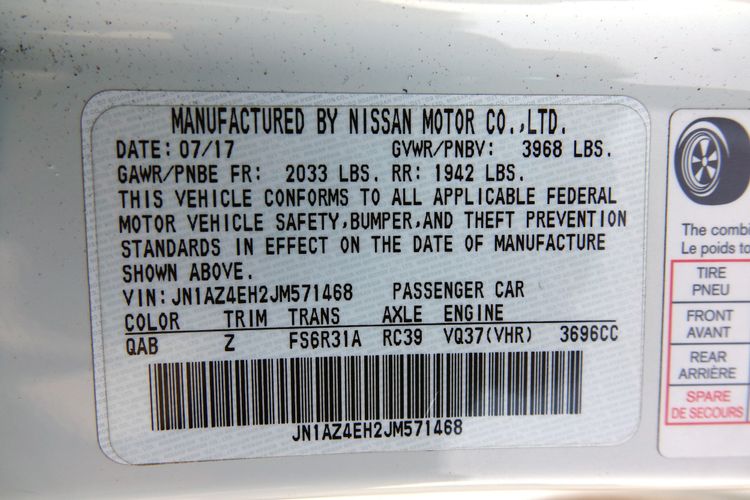 MANUFACTURED BY NISSAN MOTOR CO.,LTD.
DATE: 07/17 GVWR/PNBV: 3968 LBS.
GAWR/PNBE FR: 2033 LBS. RR: 1942 LBS.
THIS VEHICLE CONFORMS TO ALL APPLICABLE FEDERAL
MOTOR VEHICLE SAFETY,BUMPER,AND THEFT PREVENTION
STANDARDS IN EFFECT ON THE DATE OF MANUFACTURE
SHOWN ABOVE.
VIN: JN1AZ4EH2JM571468 PASSENGER CAR
COLOR TRIM TRANS AXLE ENGINE
QAB Z FS6R31A RC39 VQ37(VHR) 3696CC
JN1AZ4EH2JM571468
The combi
Le poids to
TIRE
PNEU
FRONT
AVANT
REAR
ARRIÈRE
SPARE
DE SECOURS